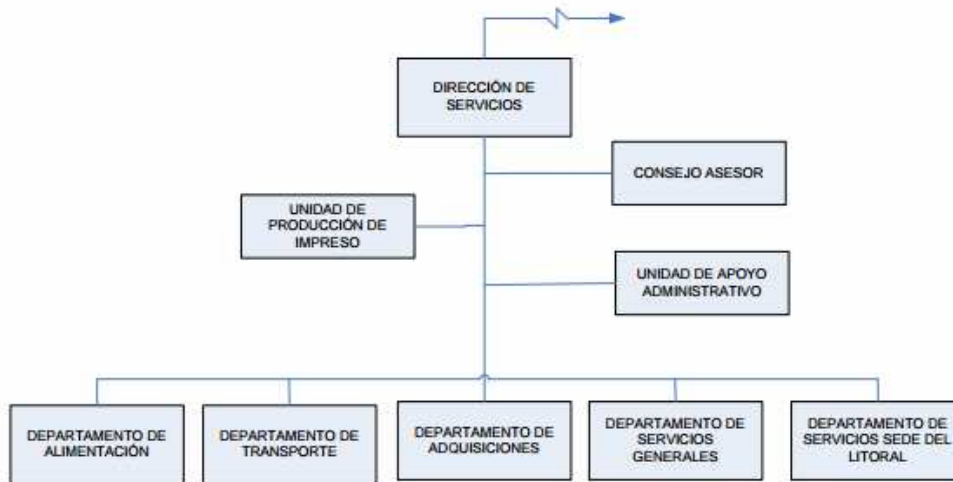 DIRECCIÓN DE
SERVICIOS
CONSEJO ASESOR
UNIDAD DE
PRODUCCIÓN DE
IMPRESO
UNIDAD DE APOYO
ADMINISTRATIVO
DEPARTAMENTO DE
ALIMENTACIÓN
DEPARTAMENTO DE
TRANSPORTE
DEPARTAMENTO DE
ADQUISICIONES
DEPARTAMENTO DE
SERVICIOS
GENERALES
DEPARTAMENTO DE
SERVICIOS SEDE DEL
LITORAL